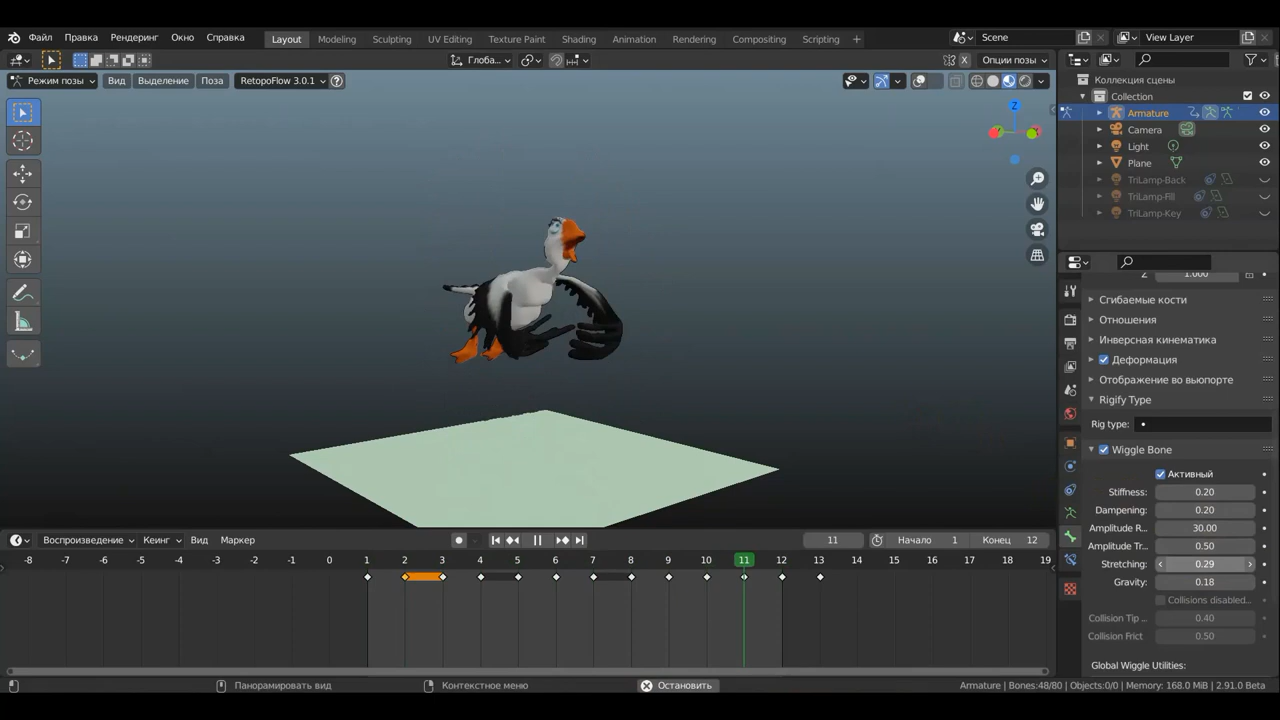 Файл Правка Рендеринг Окно Справка Layout Modeling Sculpting UV Editing Texture Paint Shading Animation Rendering Compositing Scripting + Scene View Layer
Глоба... X Опции позы
Режим позы Вид Выделение Поза RetopoFlow 3.0.1
Коллекция сцены
Collection
Armature
Camera
Light
Plane
TriLamp-Back
TriLamp-Fill
TriLamp-Key
Z
Z 1.000
Сгибаемые кости
Отношения
Инверсная кинематика
Деформация
Отображение во вьюпорте
Rigify Type
Rig type:
Wiggle Bone
Активный
Stiffness: 0.20
Dampening: 0.20
Amplitude R... 30.00
Amplitude Tr... 0.50
Stretching: 0.29
Gravity: 0.18
Collisions disabled...
Collision Tip ... 0.40
Collision Frict 0.50
Global Wiggle Utilities:
Воспроизведение Кеинг Вид Маркер 11 Начало 1 Конец 12
-8 -7 -6 -5 -4 -3 -2 -1 0 1 2 3 4 5 6 7 8 9 10 11 12 13 14 15 16 17 18 19
Панорамировать вид Контекстное меню Остановить Armature | Bones:48/80 | Objects:0/0 | Memory: 168.0 MiB | 2.91.0 Beta